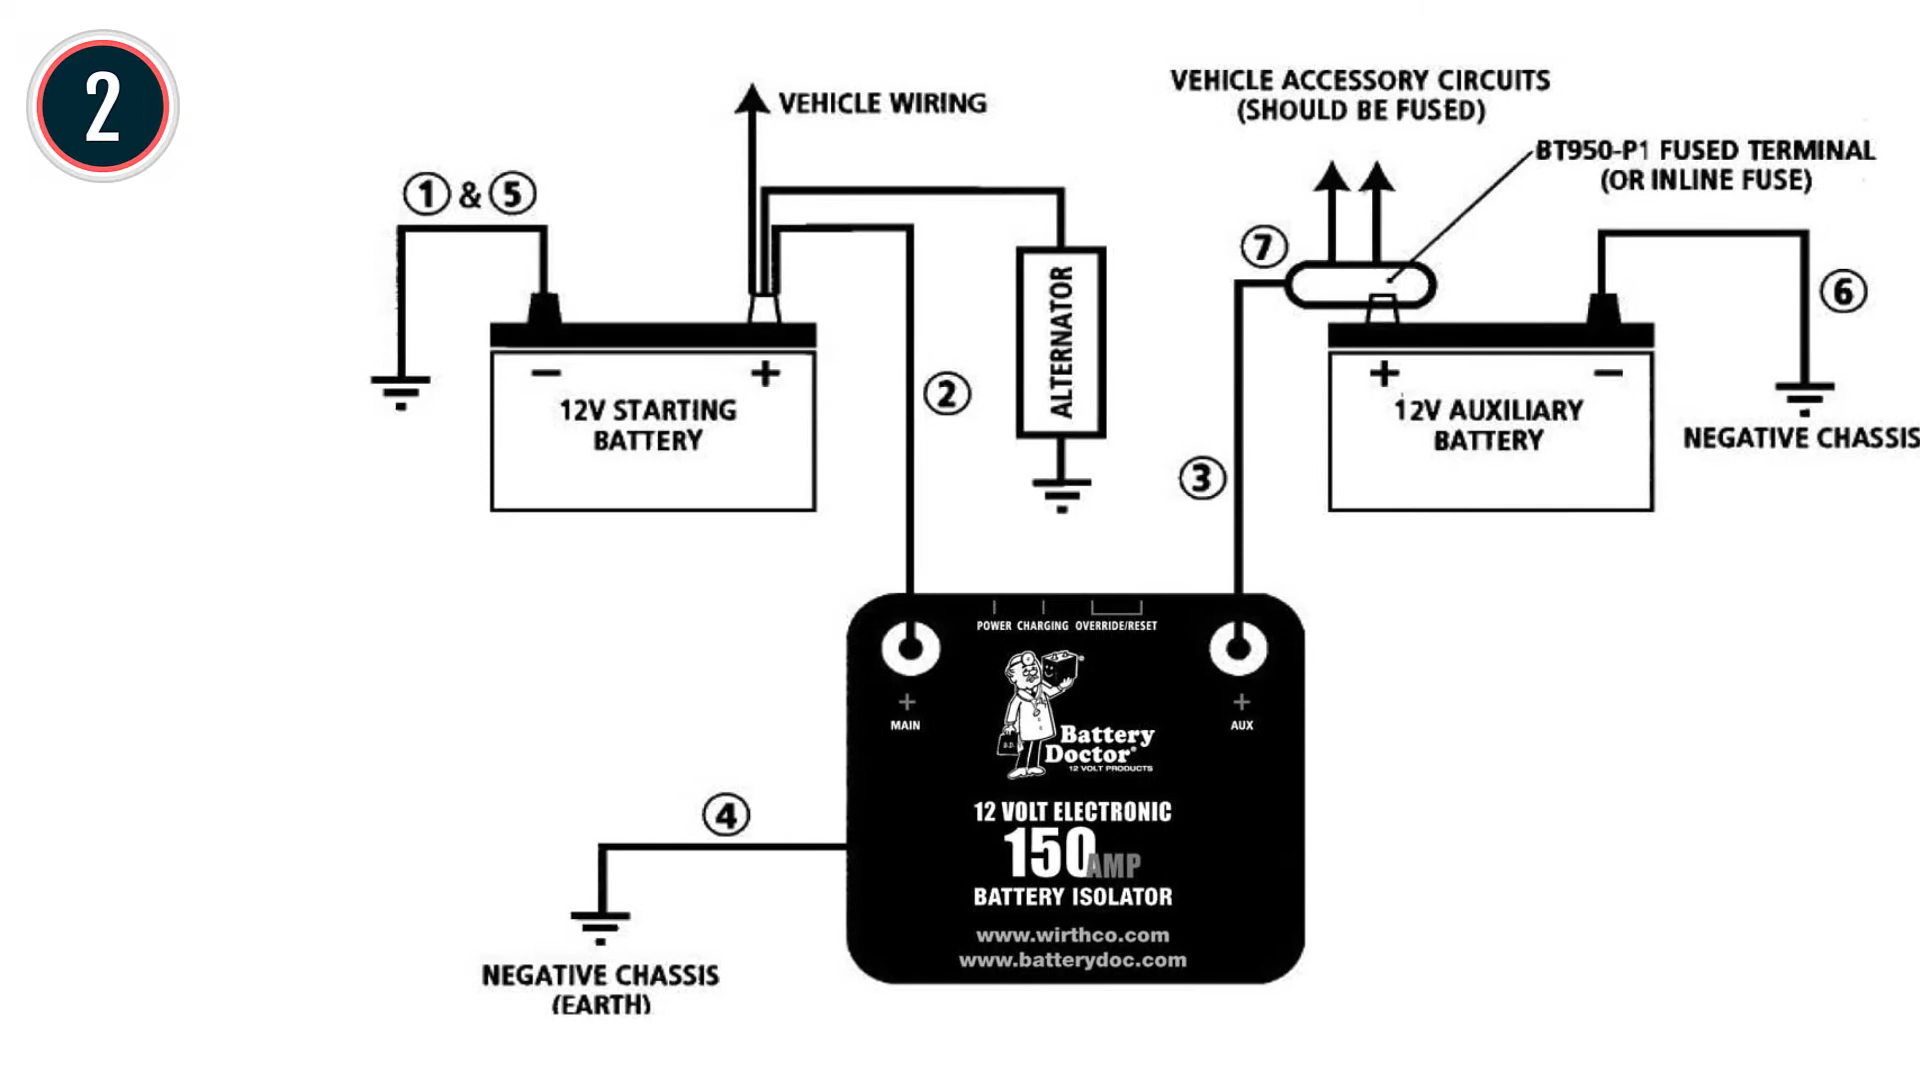 2
VEHICLE WIRING
VEHICLE ACCESSORY CIRCUITS
(SHOULD BE FUSED)
BT950-P1 FUSED TERMINAL
(OR INLINE FUSE)
1 & 5
7
6
ALTERNATOR
2
3
− +
12V STARTING
BATTERY
+ −
12V AUXILIARY
BATTERY
NEGATIVE CHASSIS
POWER CHARGING OVERRIDE/RESET
+
MAIN
+
AUX
B.D.
Battery
Doctor®
12 VOLT PRODUCTS
4
12 VOLT ELECTRONIC
150AMP
BATTERY ISOLATOR
www.wirthco.com
www.batterydoc.com
NEGATIVE CHASSIS
(EARTH)